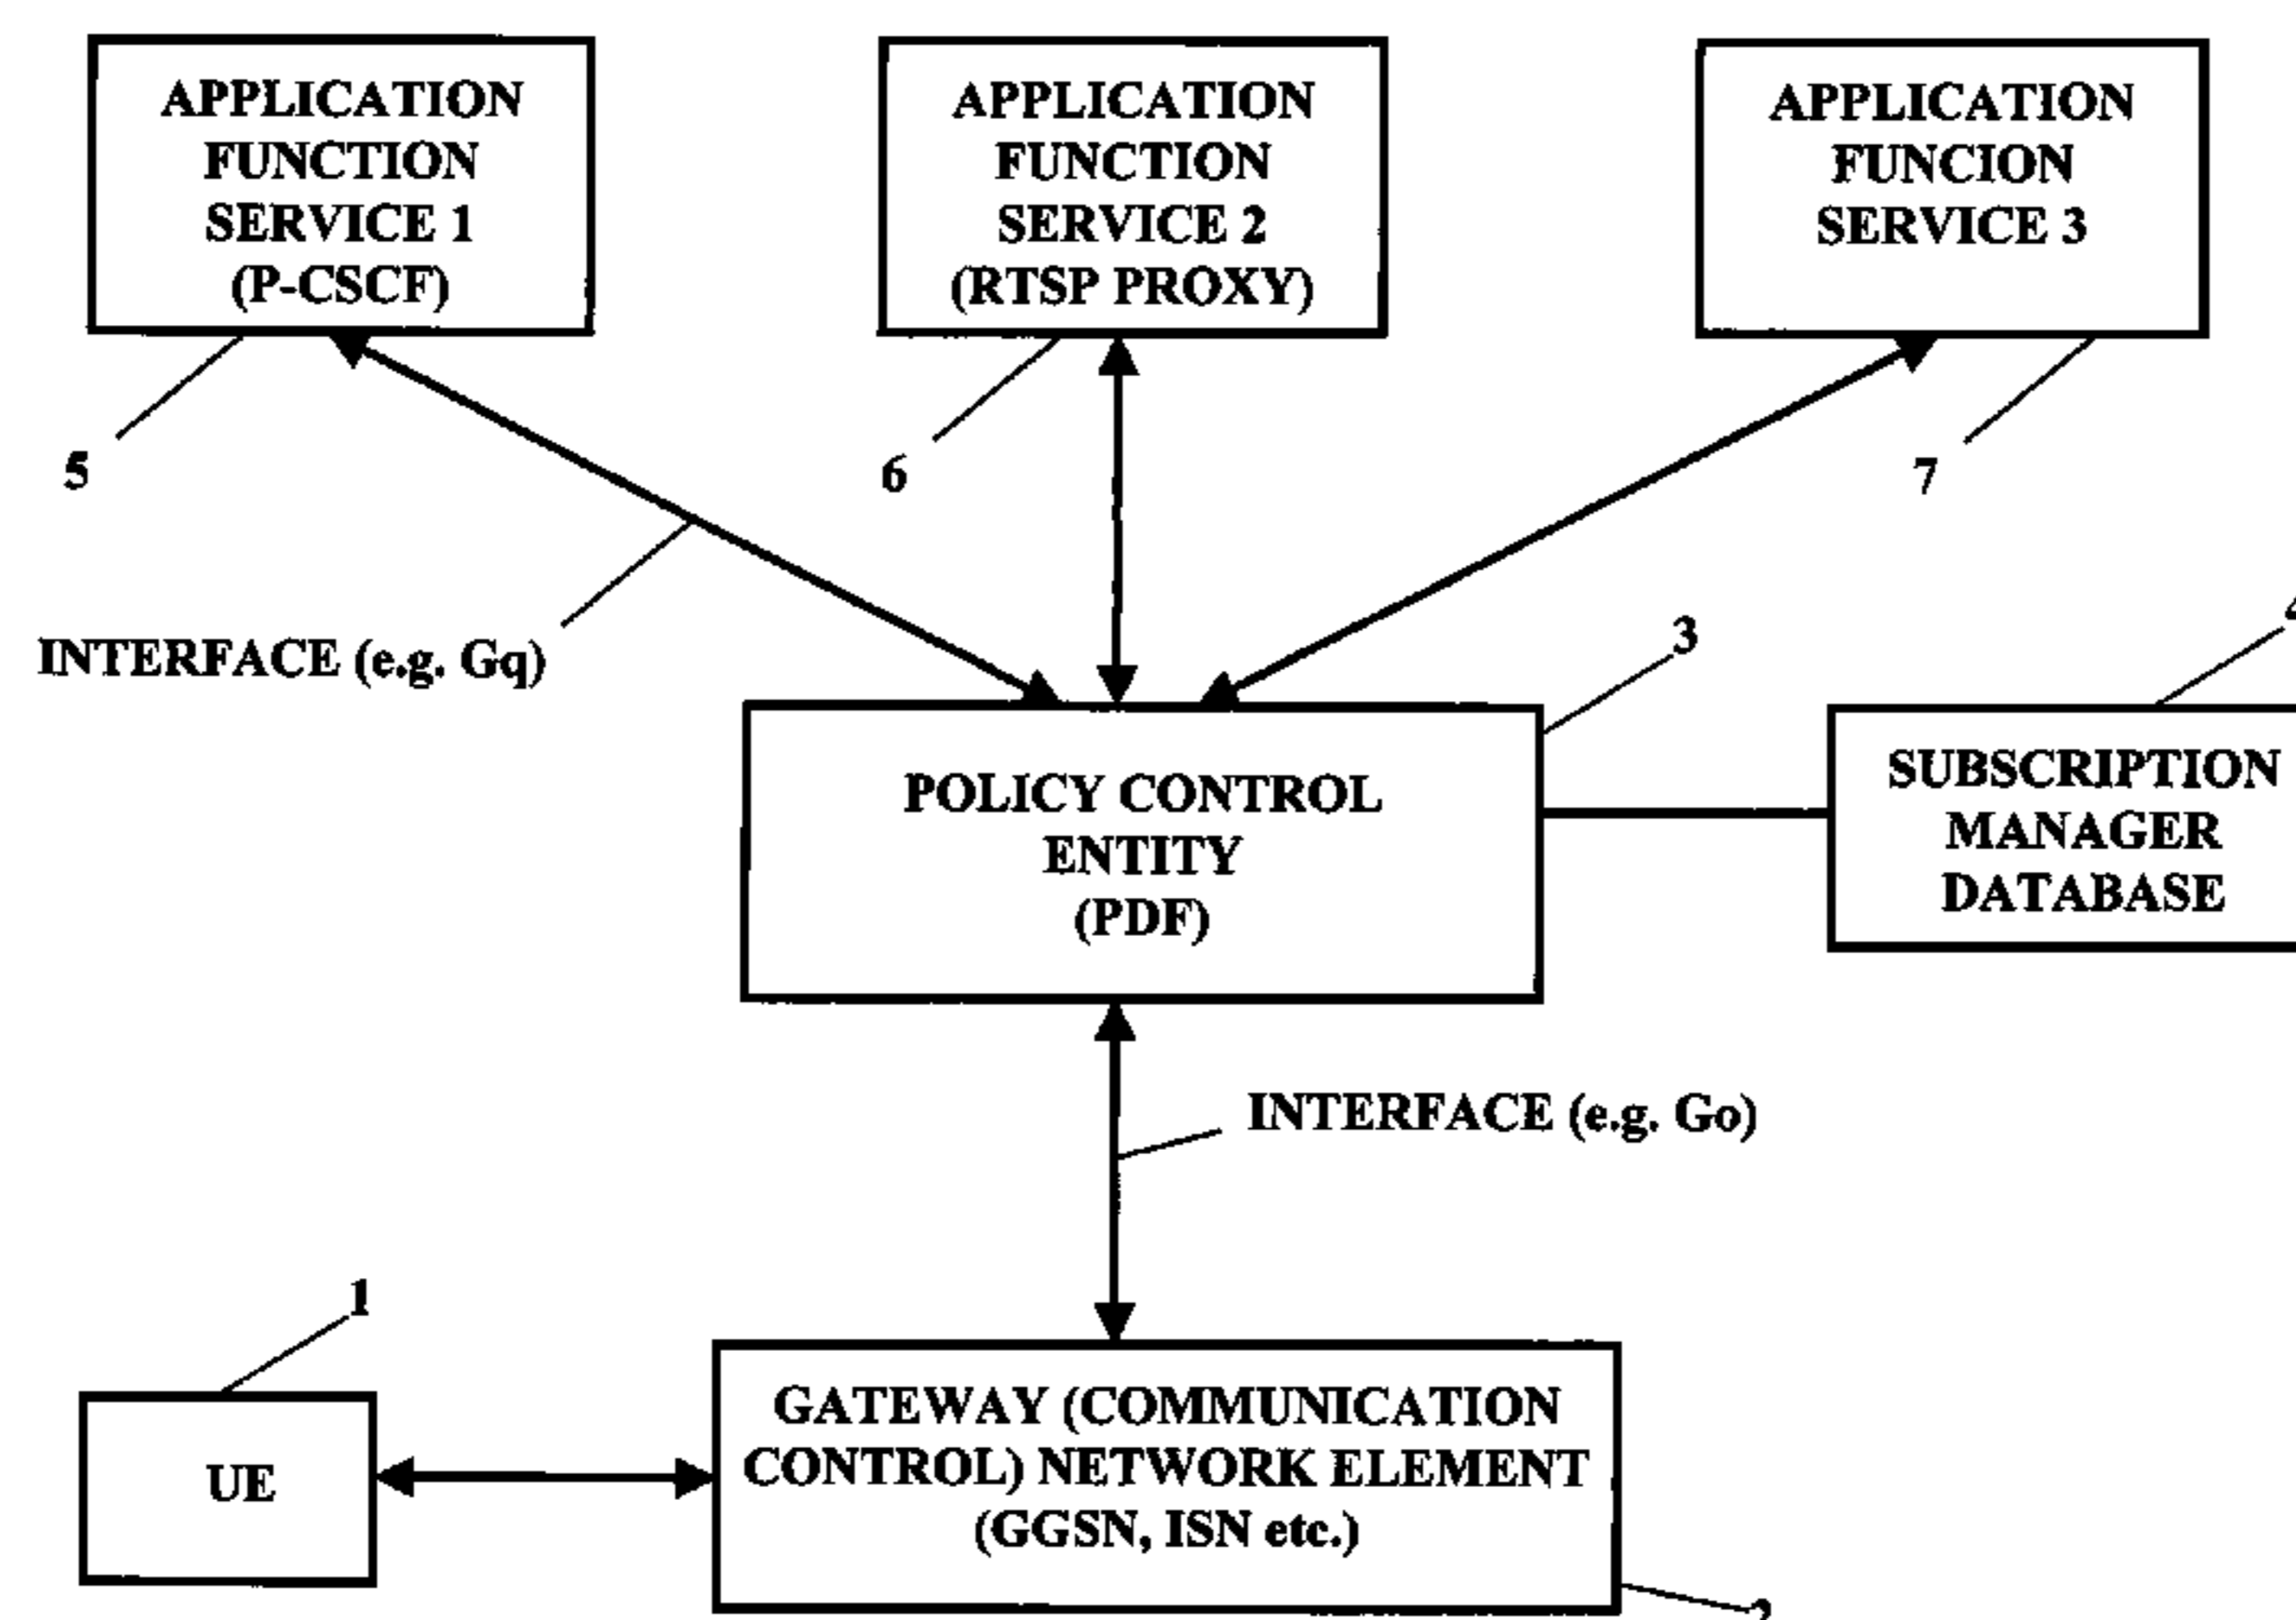 APPLICATION
FUNCTION
SERVICE 1
(P-CSCF)
APPLICATION
FUNCTION
SERVICE 2
(RTSP PROXY)
APPLICATION
FUNCION
SERVICE 3
5
6
7
INTERFACE (e.g. Gq)
3
POLICY CONTROL
ENTITY
(PDF)
SUBSCRIPTION
MANAGER
DATABASE
INTERFACE (e.g. Go)
1
UE
GATEWAY (COMMUNICATION
CONTROL) NETWORK ELEMENT
(GGSN, ISN etc.)